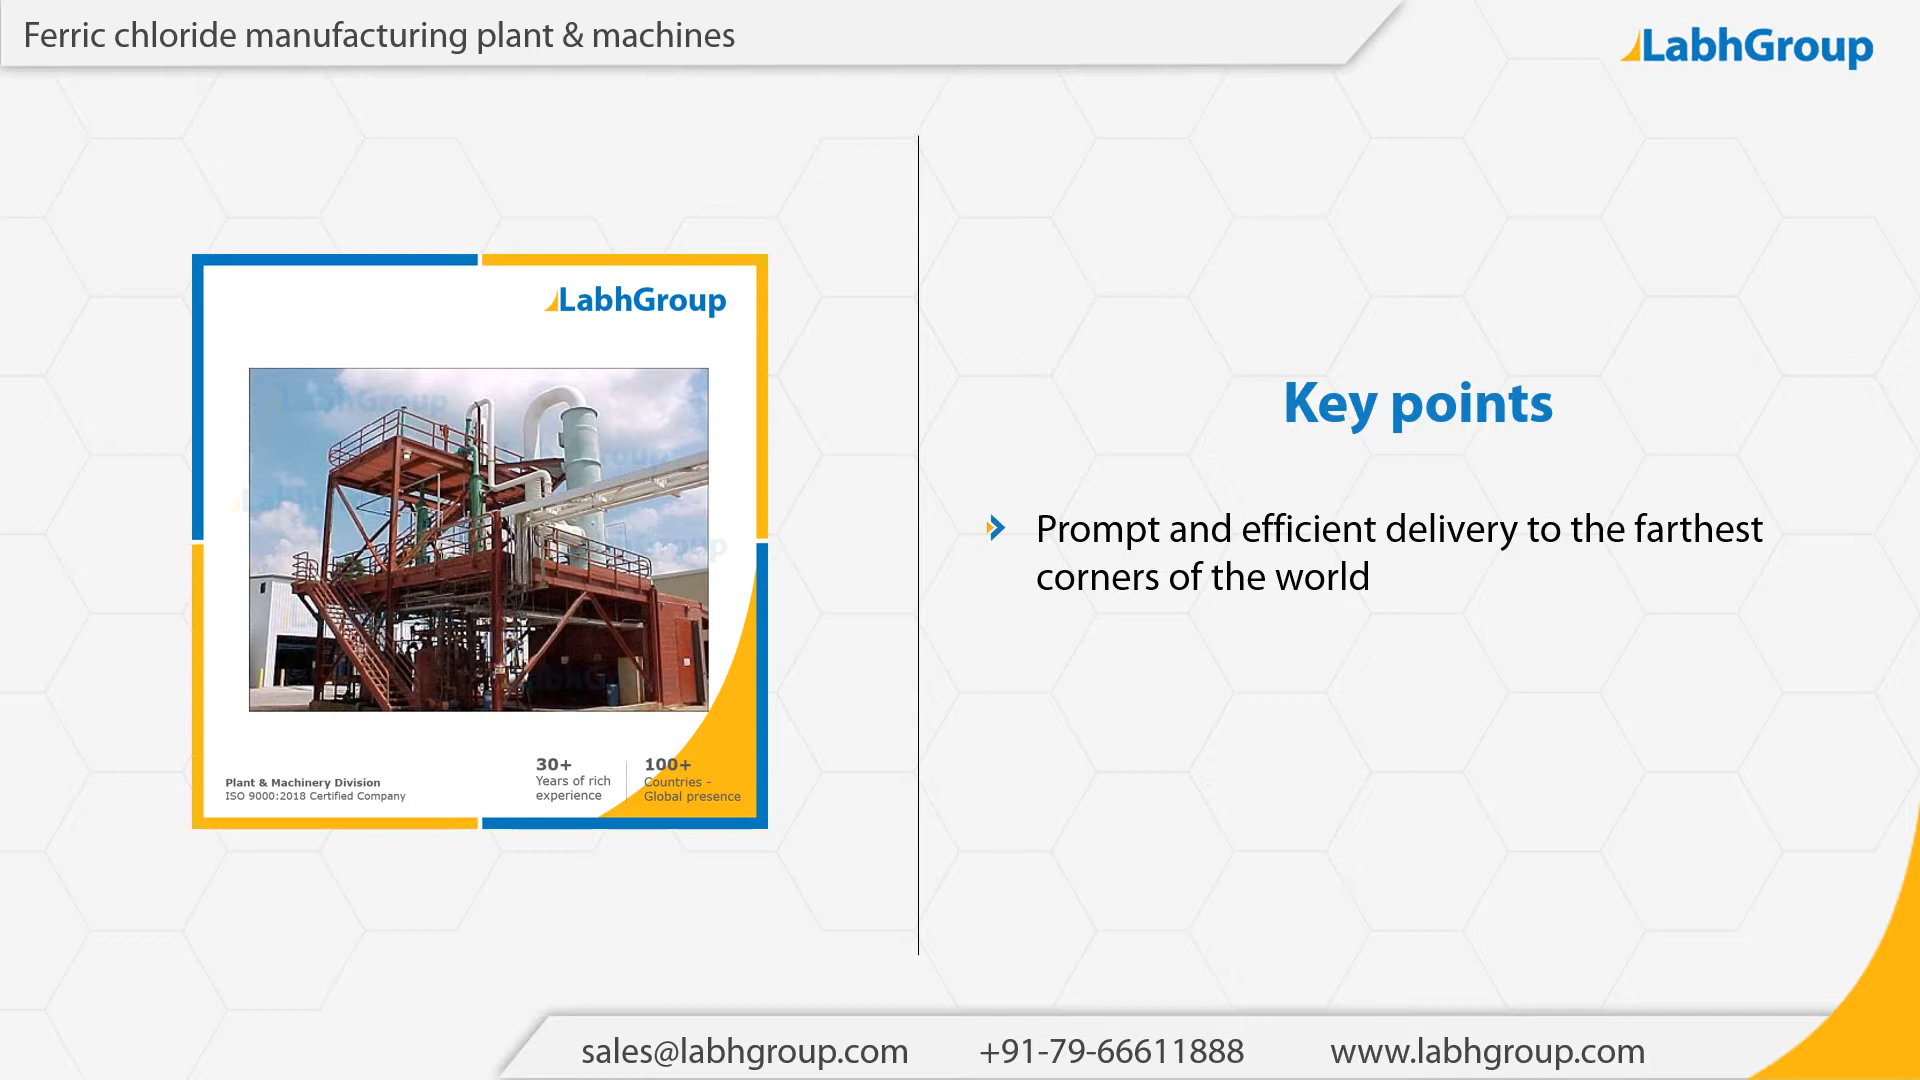 Ferric chloride manufacturing plant & machines
LabhGroup
LabhGroup
LabhGroup
Plant & Machinery Division
ISO 9000:2018 Certified Company
30+
Years of rich
experience
100+
Countries -
Global presence
Key points
Prompt and efficient delivery to the farthest
corners of the world
sales@labhgroup.com
+91-79-66611888
www.labhgroup.com